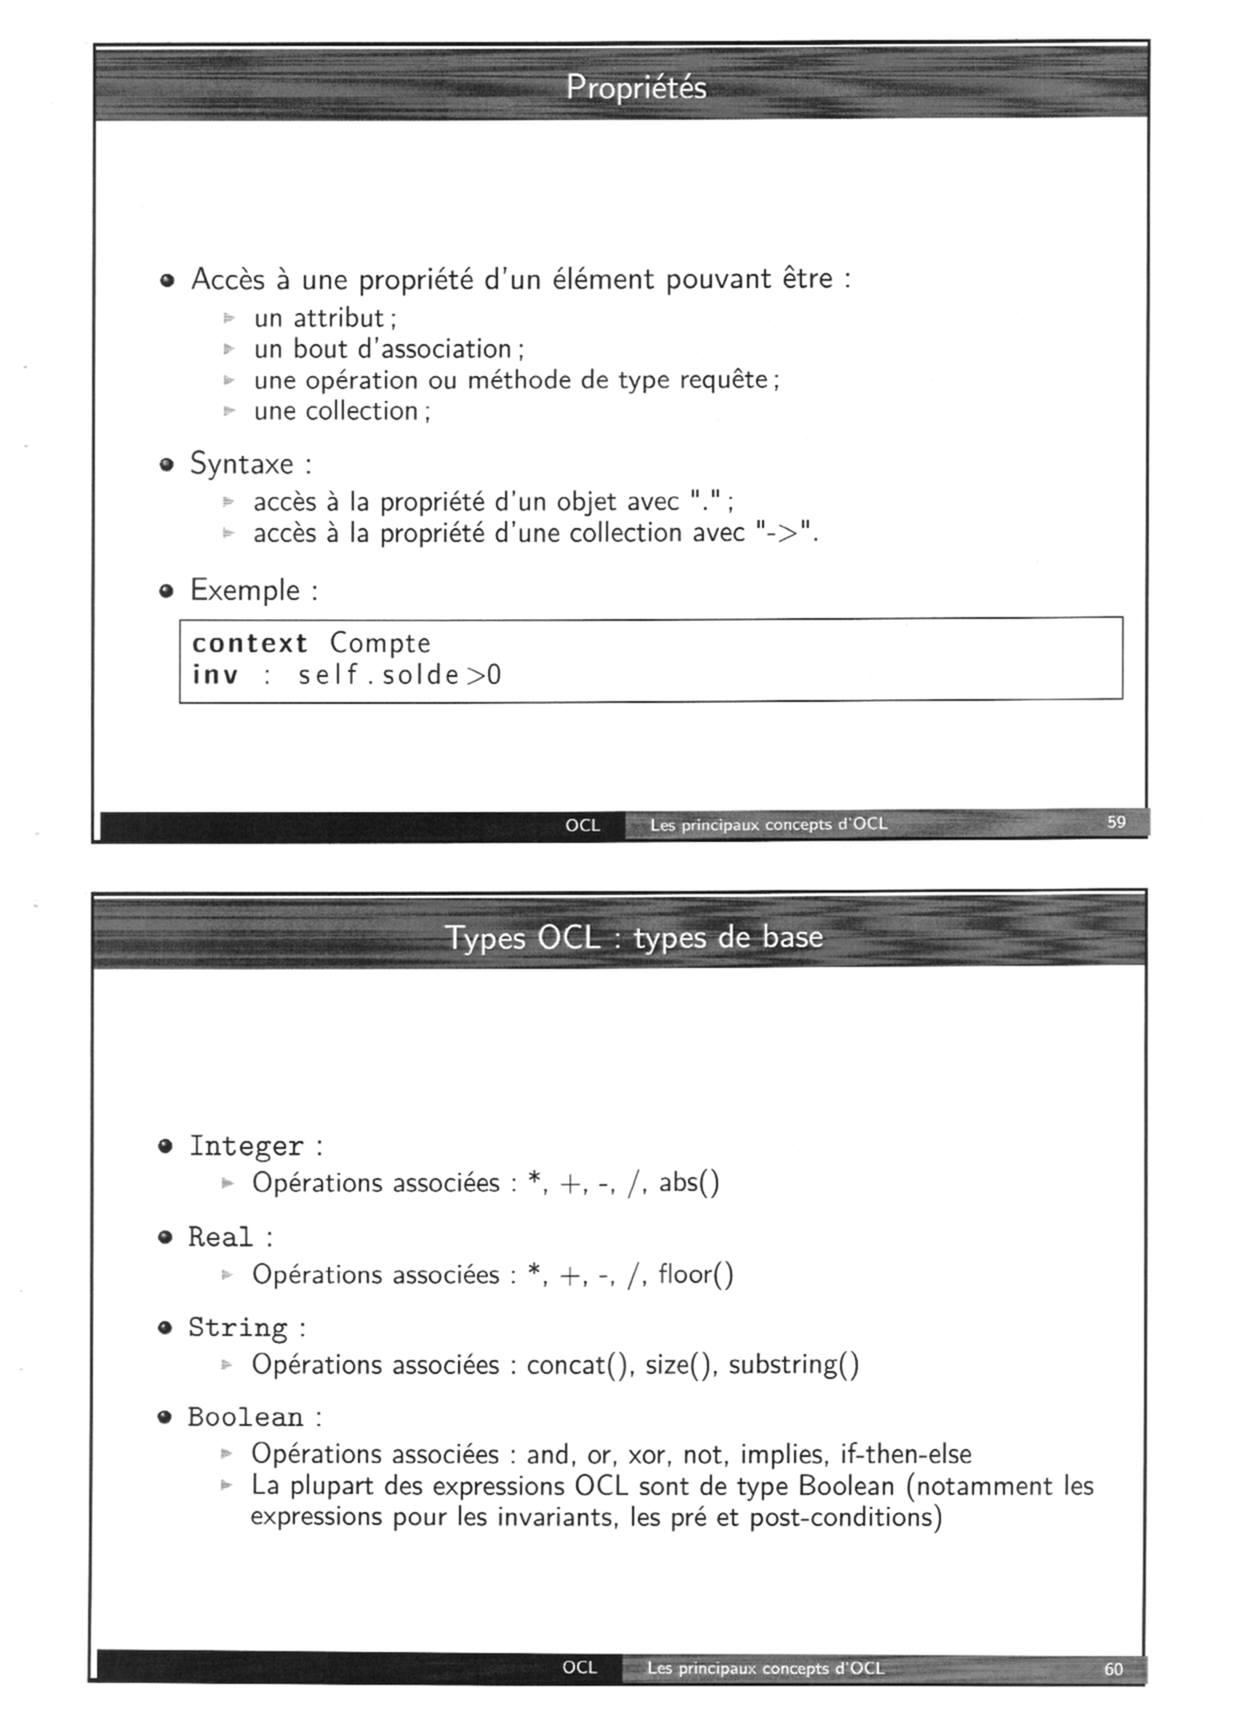 Propriétés
Accès à une propriété d'un élément pouvant être :
un attribut ;
un bout d'association ;
une opération ou méthode de type requête ;
une collection ;
Syntaxe :
accès à la propriété d'un objet avec "." ;
accès à la propriété d'une collection avec "->".
Exemple :
context Compte
inv : self.solde>0
OCL Les principaux concepts d'OCL 59
Types OCL : types de base
Integer :
Opérations associées : *, +, -, /, abs()
Real :
Opérations associées : *, +, -, /, floor()
String :
Opérations associées : concat(), size(), substring()
Boolean :
Opérations associées : and, or, xor, not, implies, if-then-else
La plupart des expressions OCL sont de type Boolean (notamment les
expressions pour les invariants, les pré et post-conditions)
OCL Les principaux concepts d'OCL 60